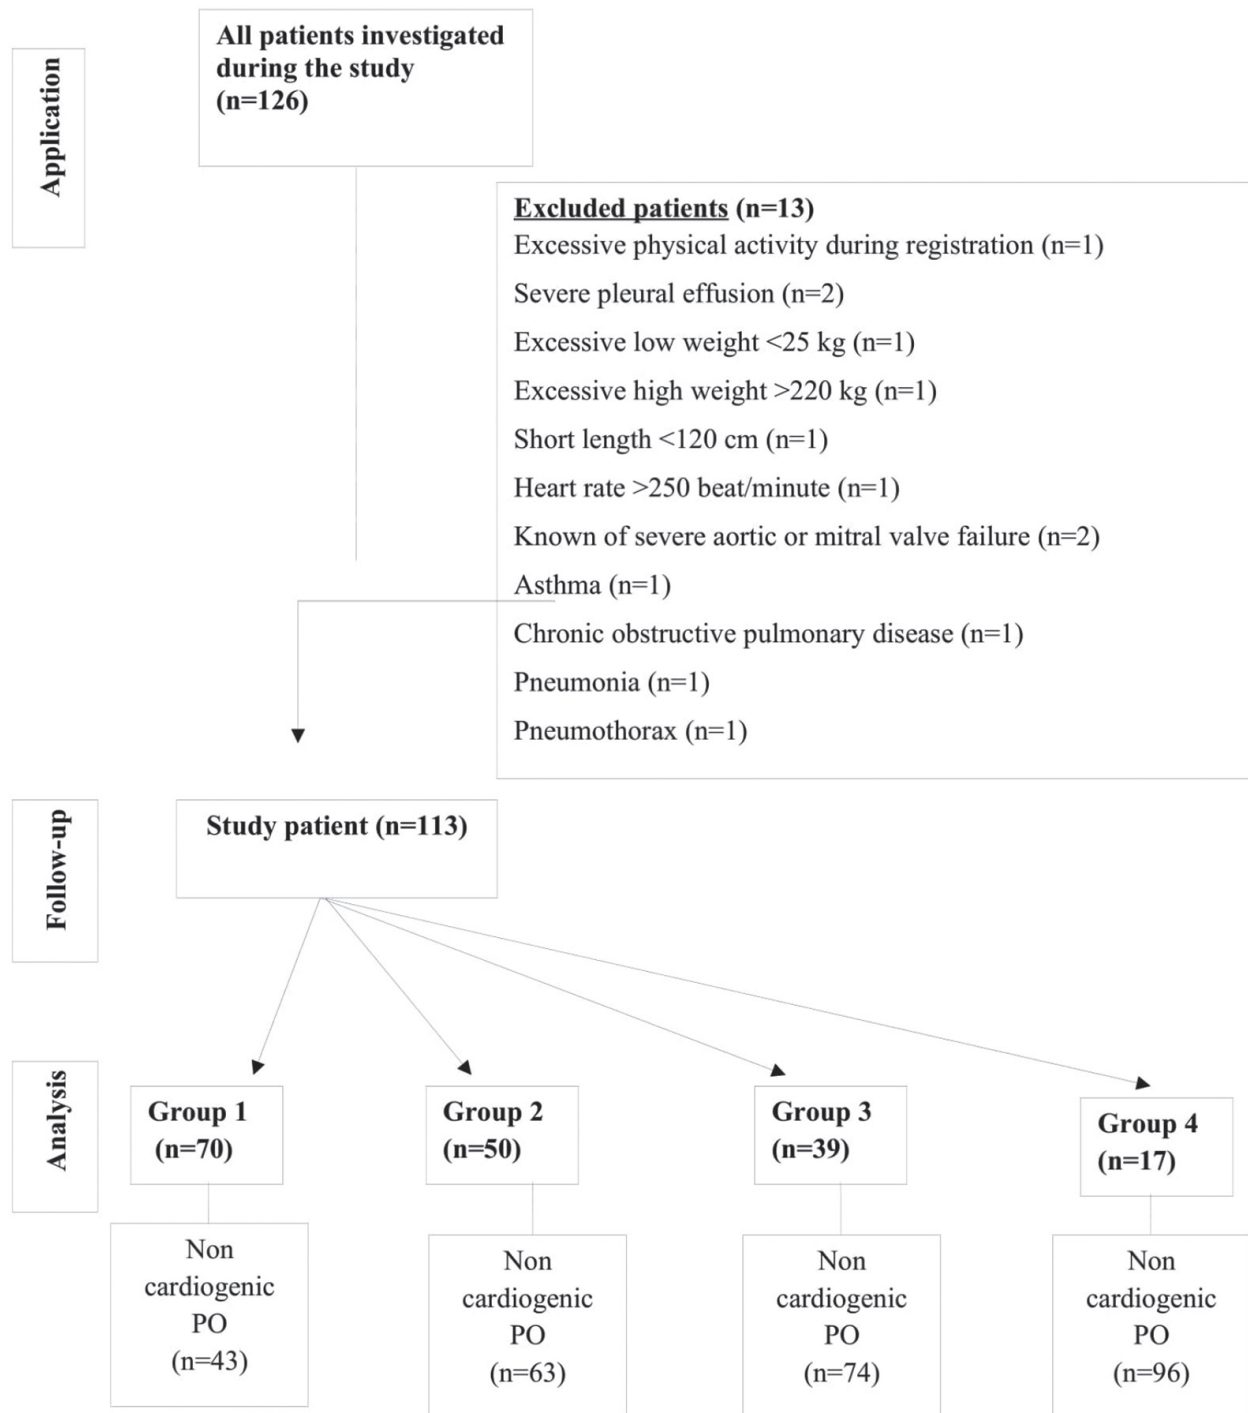 Application
All patients investigated
during the study
(n=126)
Excluded patients (n=13)
Excessive physical activity during registration (n=1)
Severe pleural effusion (n=2)
Excessive low weight <25 kg (n=1)
Excessive high weight >220 kg (n=1)
Short length <120 cm (n=1)
Heart rate >250 beat/minute (n=1)
Known of severe aortic or mitral valve failure (n=2)
Asthma (n=1)
Chronic obstructive pulmonary disease (n=1)
Pneumonia (n=1)
Pneumothorax (n=1)
Follow-up
Study patient (n=113)
Analysis
Group 1
(n=70)
Group 2
(n=50)
Group 3
(n=39)
Group 4
(n=17)
Non
cardiogenic
PO
(n=43)
Non
cardiogenic
PO
(n=63)
Non
cardiogenic
PO
(n=74)
Non
cardiogenic
PO
(n=96)